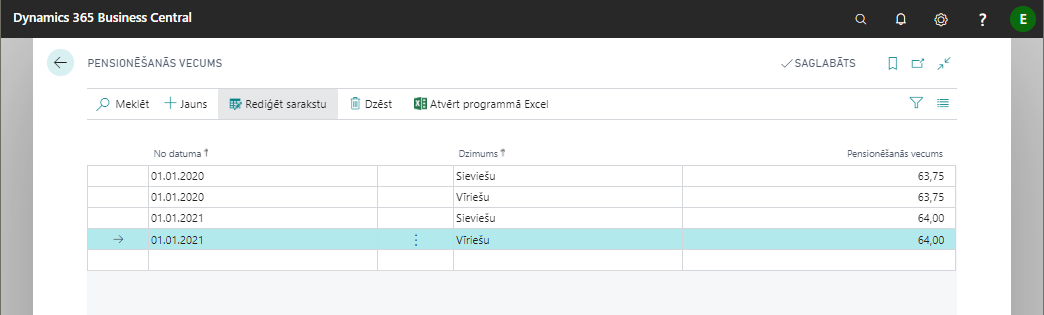 Dynamics 365 Business Central
? E
PENSIONĒŠANĀS VECUMS SAGLABĀTS
Meklēt Jauns Rediģēt sarakstu Dzēst Atvērt programmā Excel
No datuma Dzimums Pensionēšanās vecums
01.01.2020 Sieviešu 63,75
01.01.2020 Vīriešu 63,75
01.01.2021 Sieviešu 64,00
01.01.2021 Vīriešu 64,00